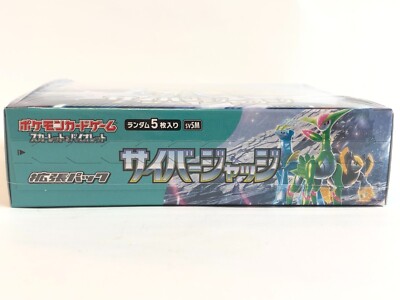 ポケモンカードゲーム
スカーレット&バイオレット
ランダム5枚入り SV5M
拡張パック
サイバージャッジ